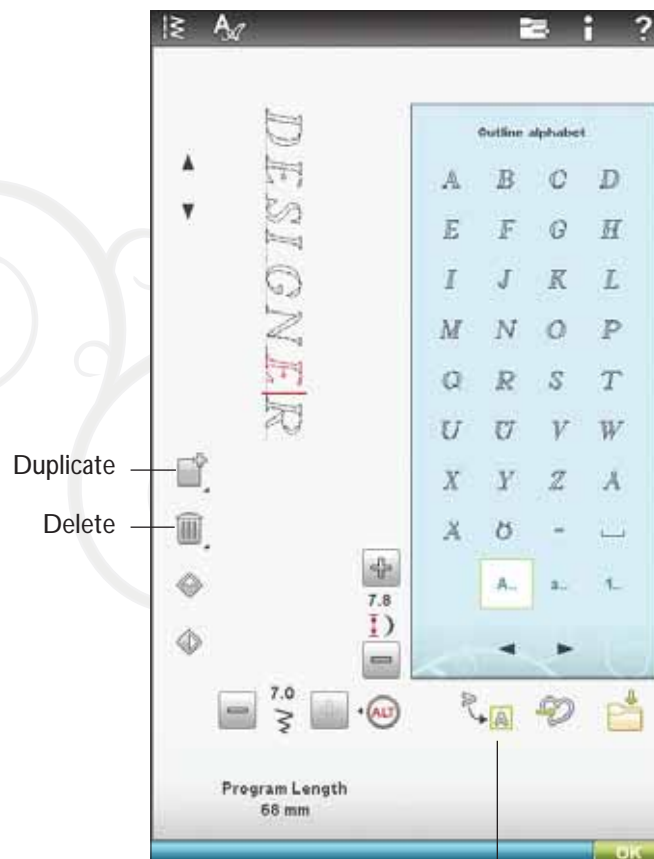 ?
DESIGNER
Outline alphabet
A B C D
E F G H
I J K L
M N O P
Q R S T
U Ü V W
X Y Z Å
Ä Ö -
A.. a.. 1..
Duplicate
Delete
7.8
7.0
ALT
A
Program Length
68 mm
OK